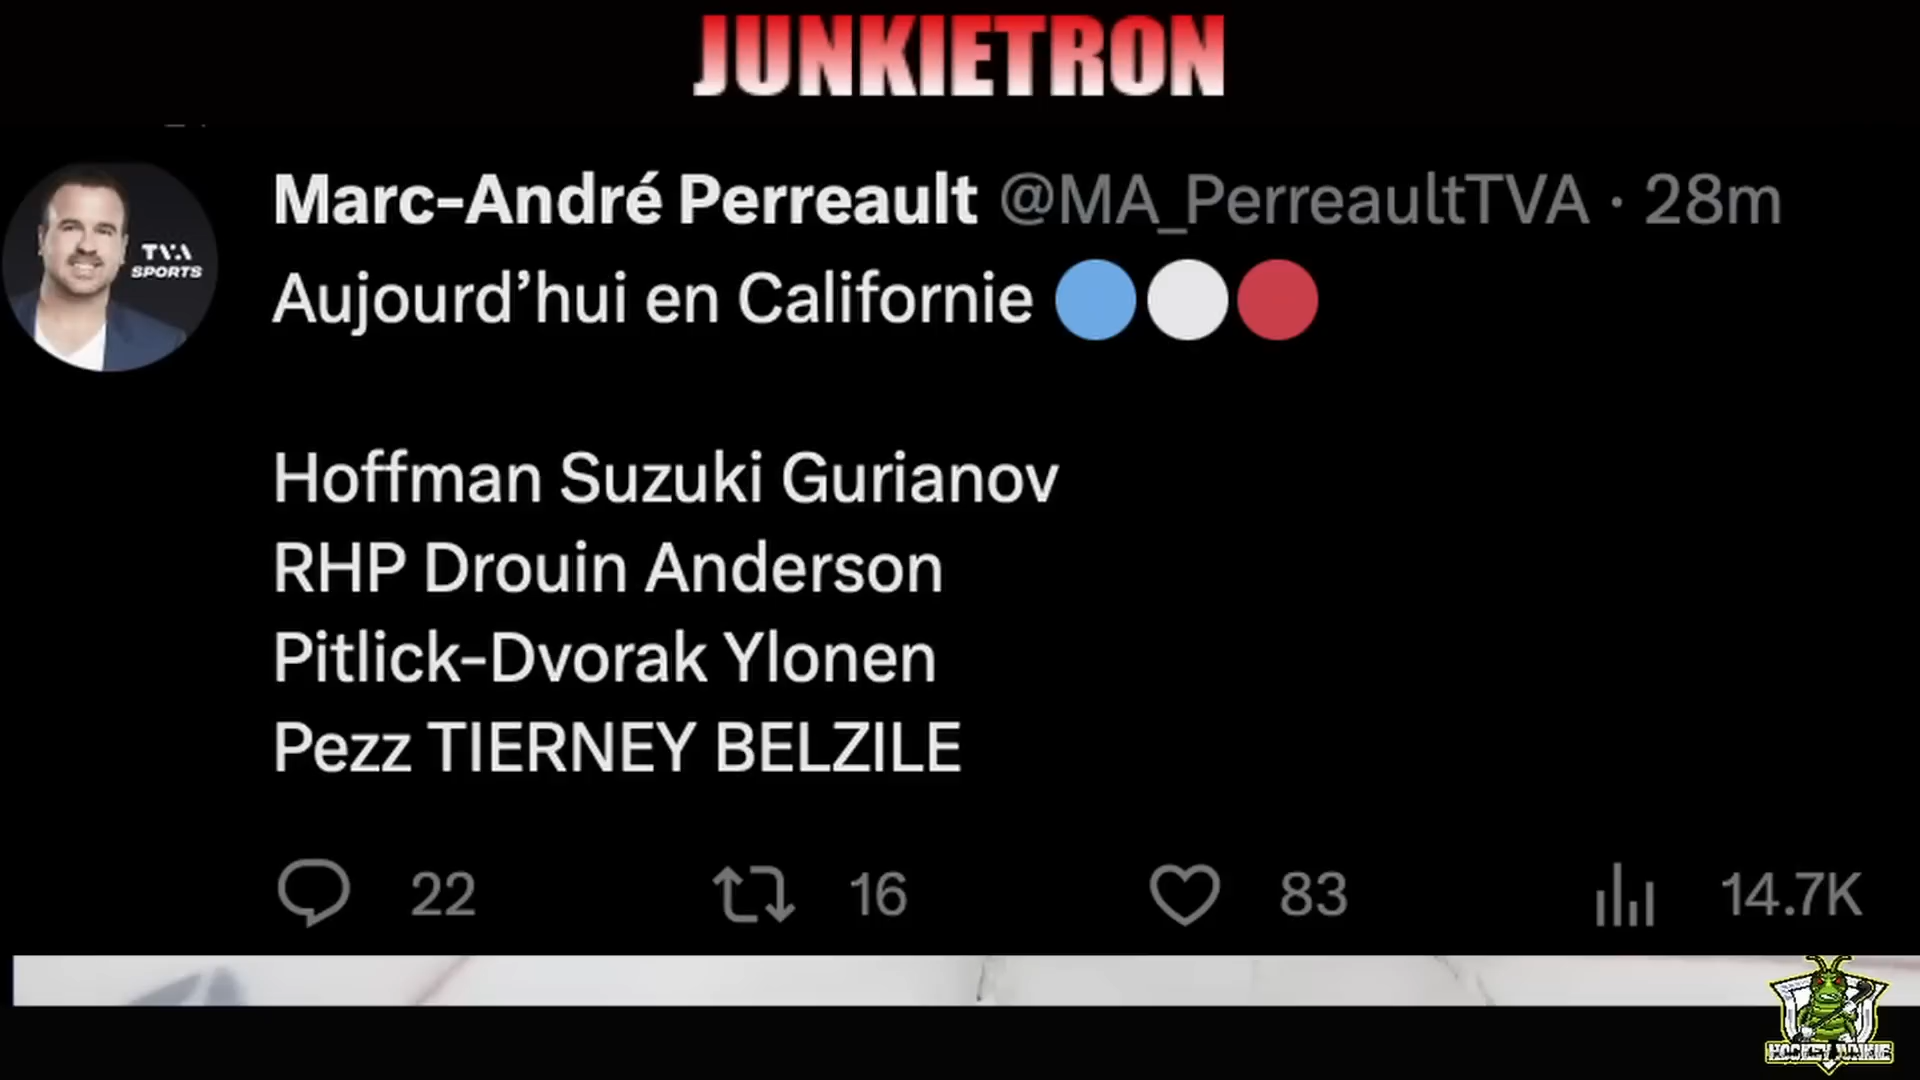 JUNKIETRON
Marc-André Perreault @MA_PerreaultTVA · 28m
TVA
SPORTS
Aujourd’hui en Californie
Hoffman Suzuki Gurianov
RHP Drouin Anderson
Pitlick-Dvorak Ylonen
Pezz TIERNEY BELZILE
22 16 83 14.7K
HOCKEY JUNKIE